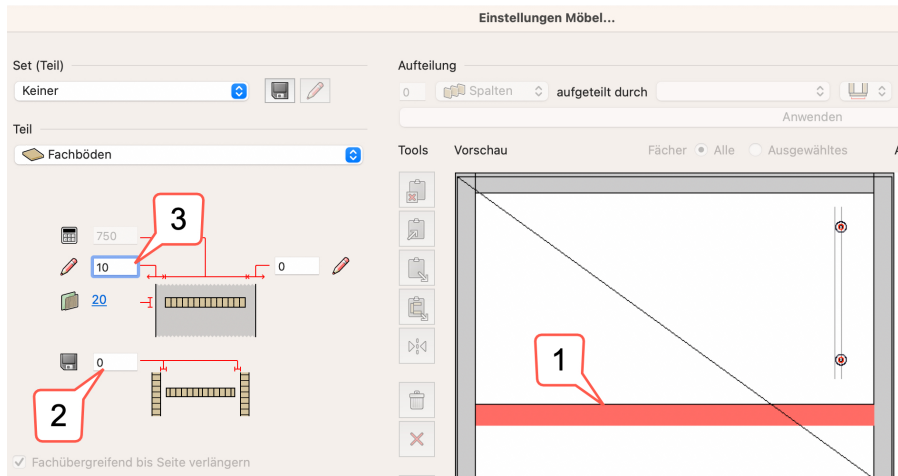 Einstellungen Möbel...
Set (Teil)
Keiner
Teil
Fachböden
3
750
10
0
20
0
2
Fachübergreifend bis Seite verlängern
Aufteilung
0 Spalten aufgeteilt durch
Anwenden
Tools Vorschau Fächer Alle Ausgewähltes
1